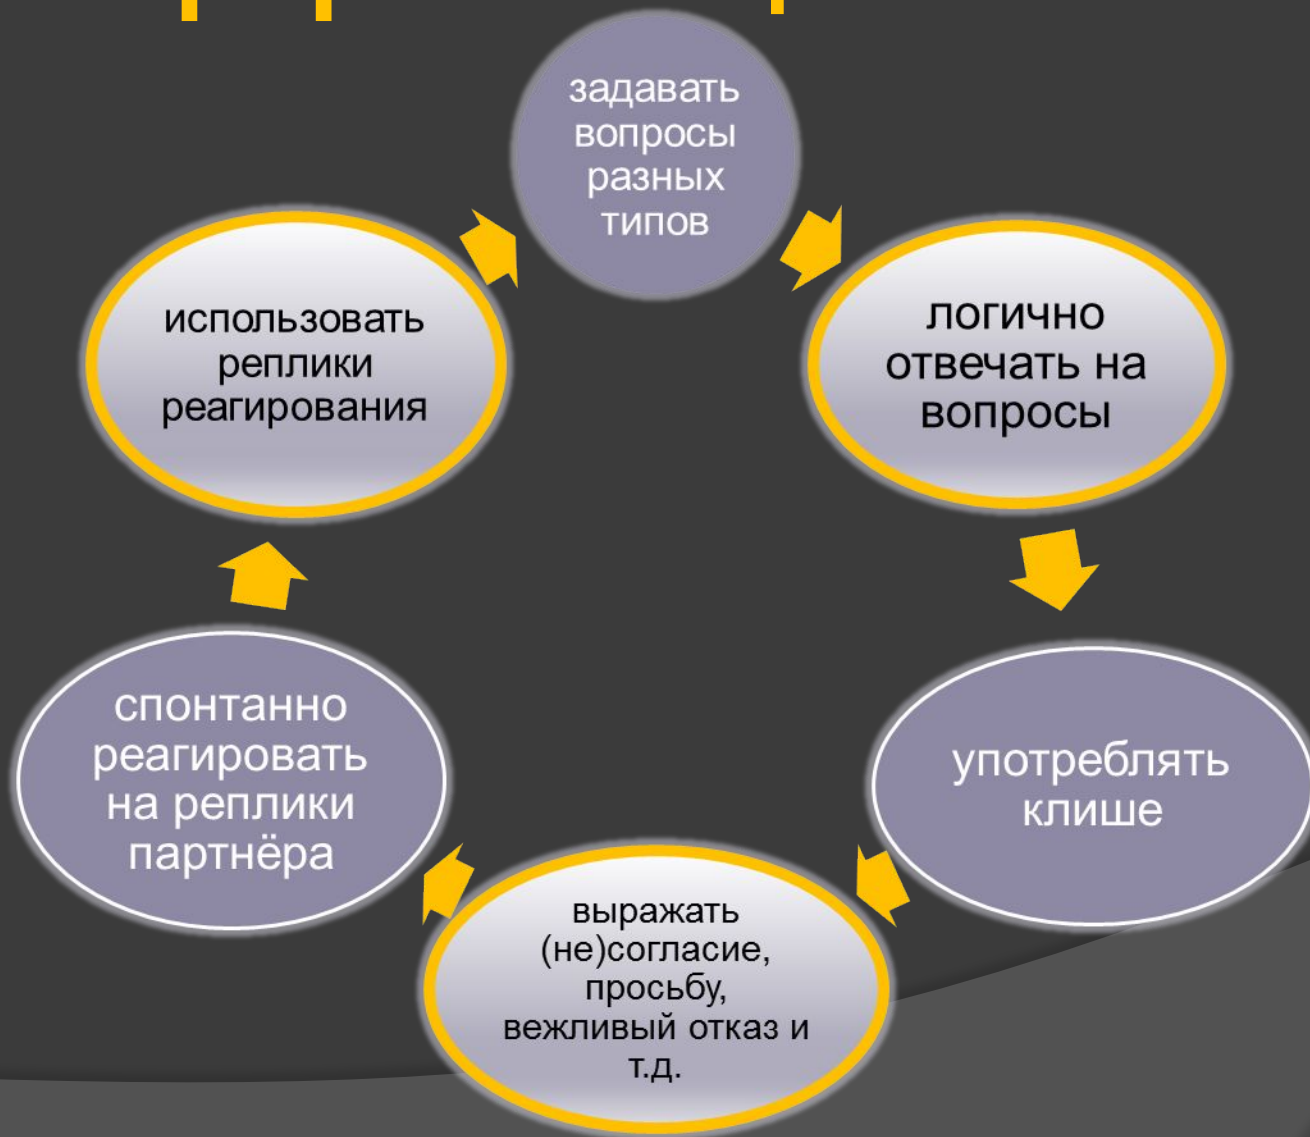 задавать
вопросы
разных
типов
логично
отвечать на
вопросы
употреблять
клише
выражать
(не)согласие,
просьбу,
вежливый отказ и
т.д.
спонтанно
реагировать
на реплики
партнёра
использовать
реплики
реагирования